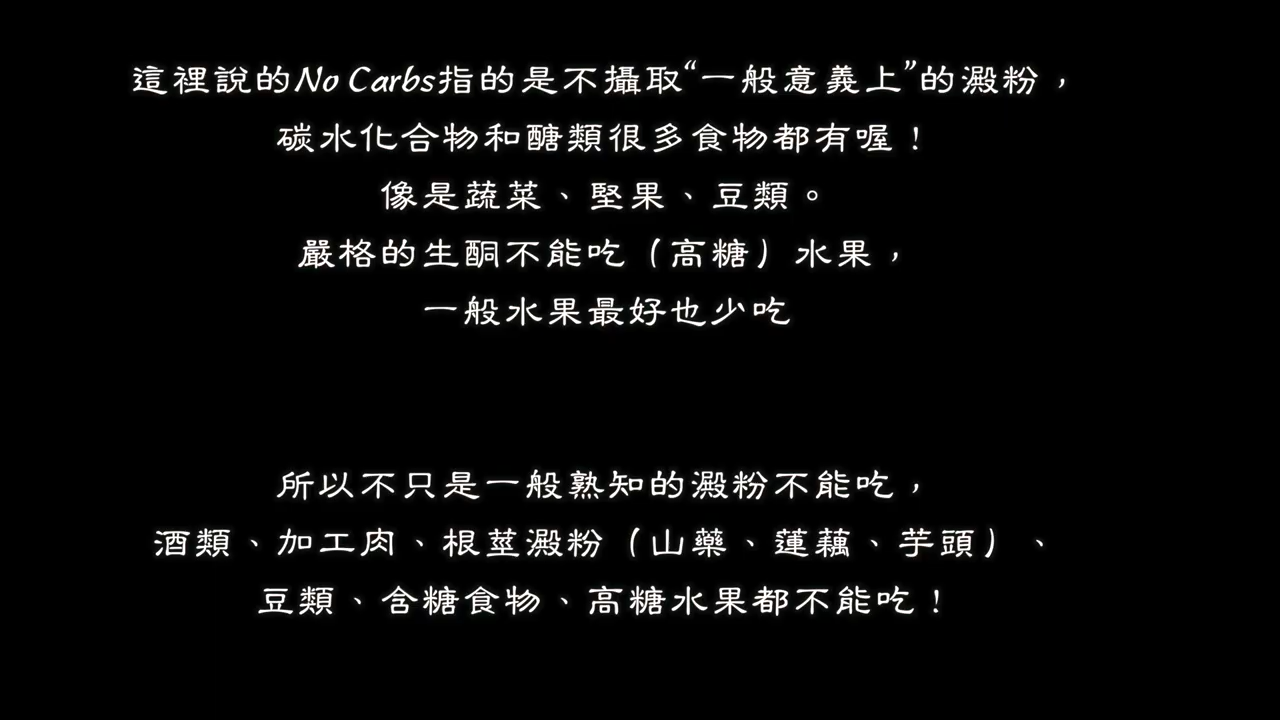 這裡說的No Carbs指的是不攝取“一般意義上”的澱粉，
碳水化合物和醣類很多食物都有喔！
像是蔬菜、堅果、豆類。
嚴格的生酮不能吃（高糖）水果，
一般水果最好也少吃
所以不只是一般熟知的澱粉不能吃，
酒類、加工肉、根莖澱粉（山藥、蓮藕、芋頭）、
豆類、含糖食物、高糖水果都不能吃！